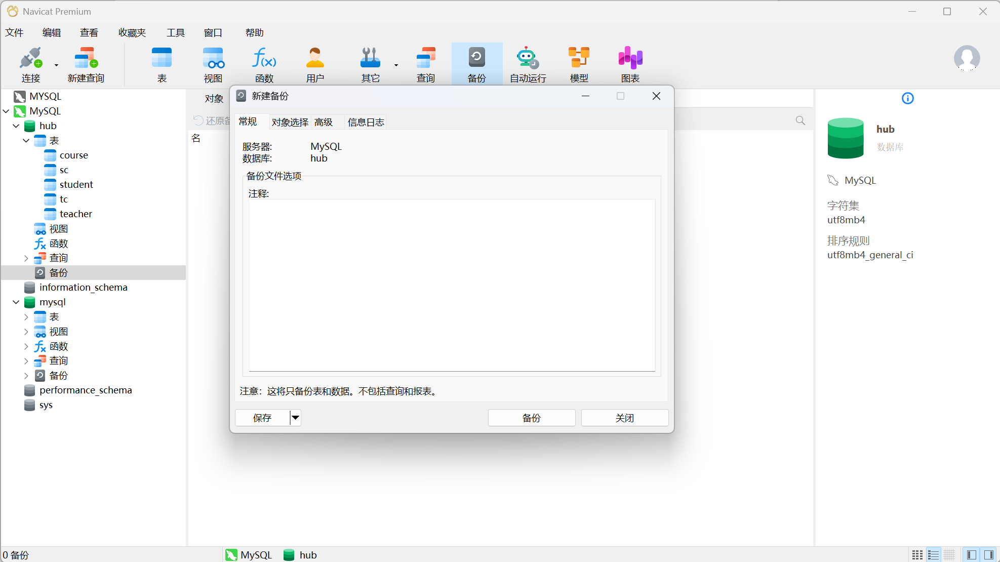 Navicat Premium
文件 编辑 查看 收藏夹 工具 窗口 帮助
连接 新建查询 表 视图 函数 用户 其它 查询 备份 自动运行 模型 图表
MYSQL
MySQL
hub
表
course
sc
student
tc
teacher
视图
函数
查询
备份
information_schema
mysql
表
视图
函数
查询
备份
performance_schema
sys
对象
还原备
名
新建备份
常规 对象选择 高级 信息日志
服务器: MySQL
数据库: hub
备份文件选项
注释:
注意：这将只备份表和数据。不包括查询和报表。
保存 备份 关闭
hub
数据库
MySQL
字符集
utf8mb4
排序规则
utf8mb4_general_ci
0 备份 MySQL hub